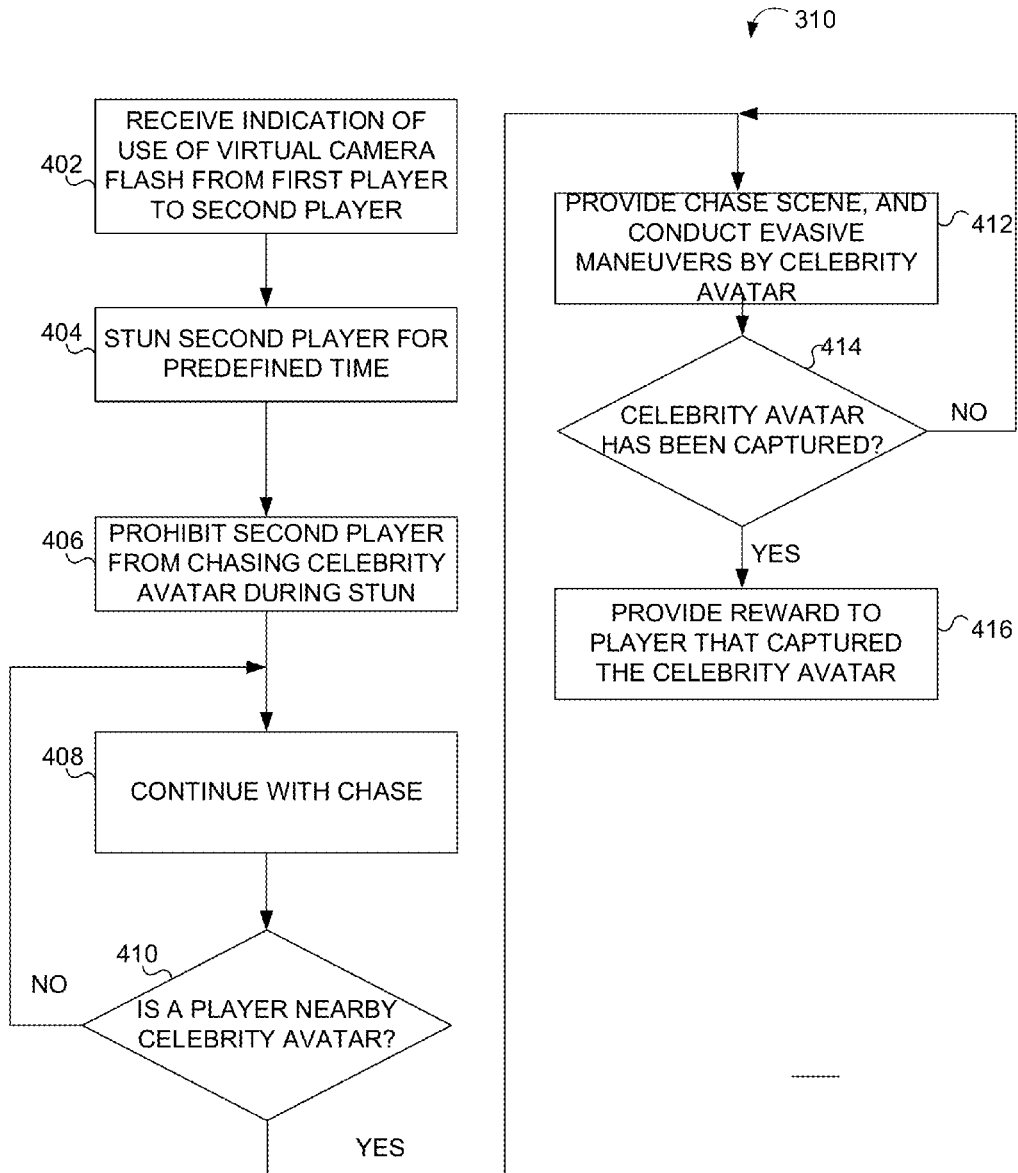 310
402
RECEIVE INDICATION OF
USE OF VIRTUAL CAMERA
FLASH FROM FIRST PLAYER
TO SECOND PLAYER
404
STUN SECOND PLAYER FOR
PREDEFINED TIME
406
PROHIBIT SECOND PLAYER
FROM CHASING CELEBRITY
AVATAR DURING STUN
408
CONTINUE WITH CHASE
410
NO
IS A PLAYER NEARBY
CELEBRITY AVATAR?
YES
PROVIDE CHASE SCENE, AND
CONDUCT EVASIVE
MANEUVERS BY CELEBRITY
AVATAR
412
414
CELEBRITY AVATAR
HAS BEEN CAPTURED?
NO
YES
PROVIDE REWARD TO
PLAYER THAT CAPTURED
THE CELEBRITY AVATAR
416